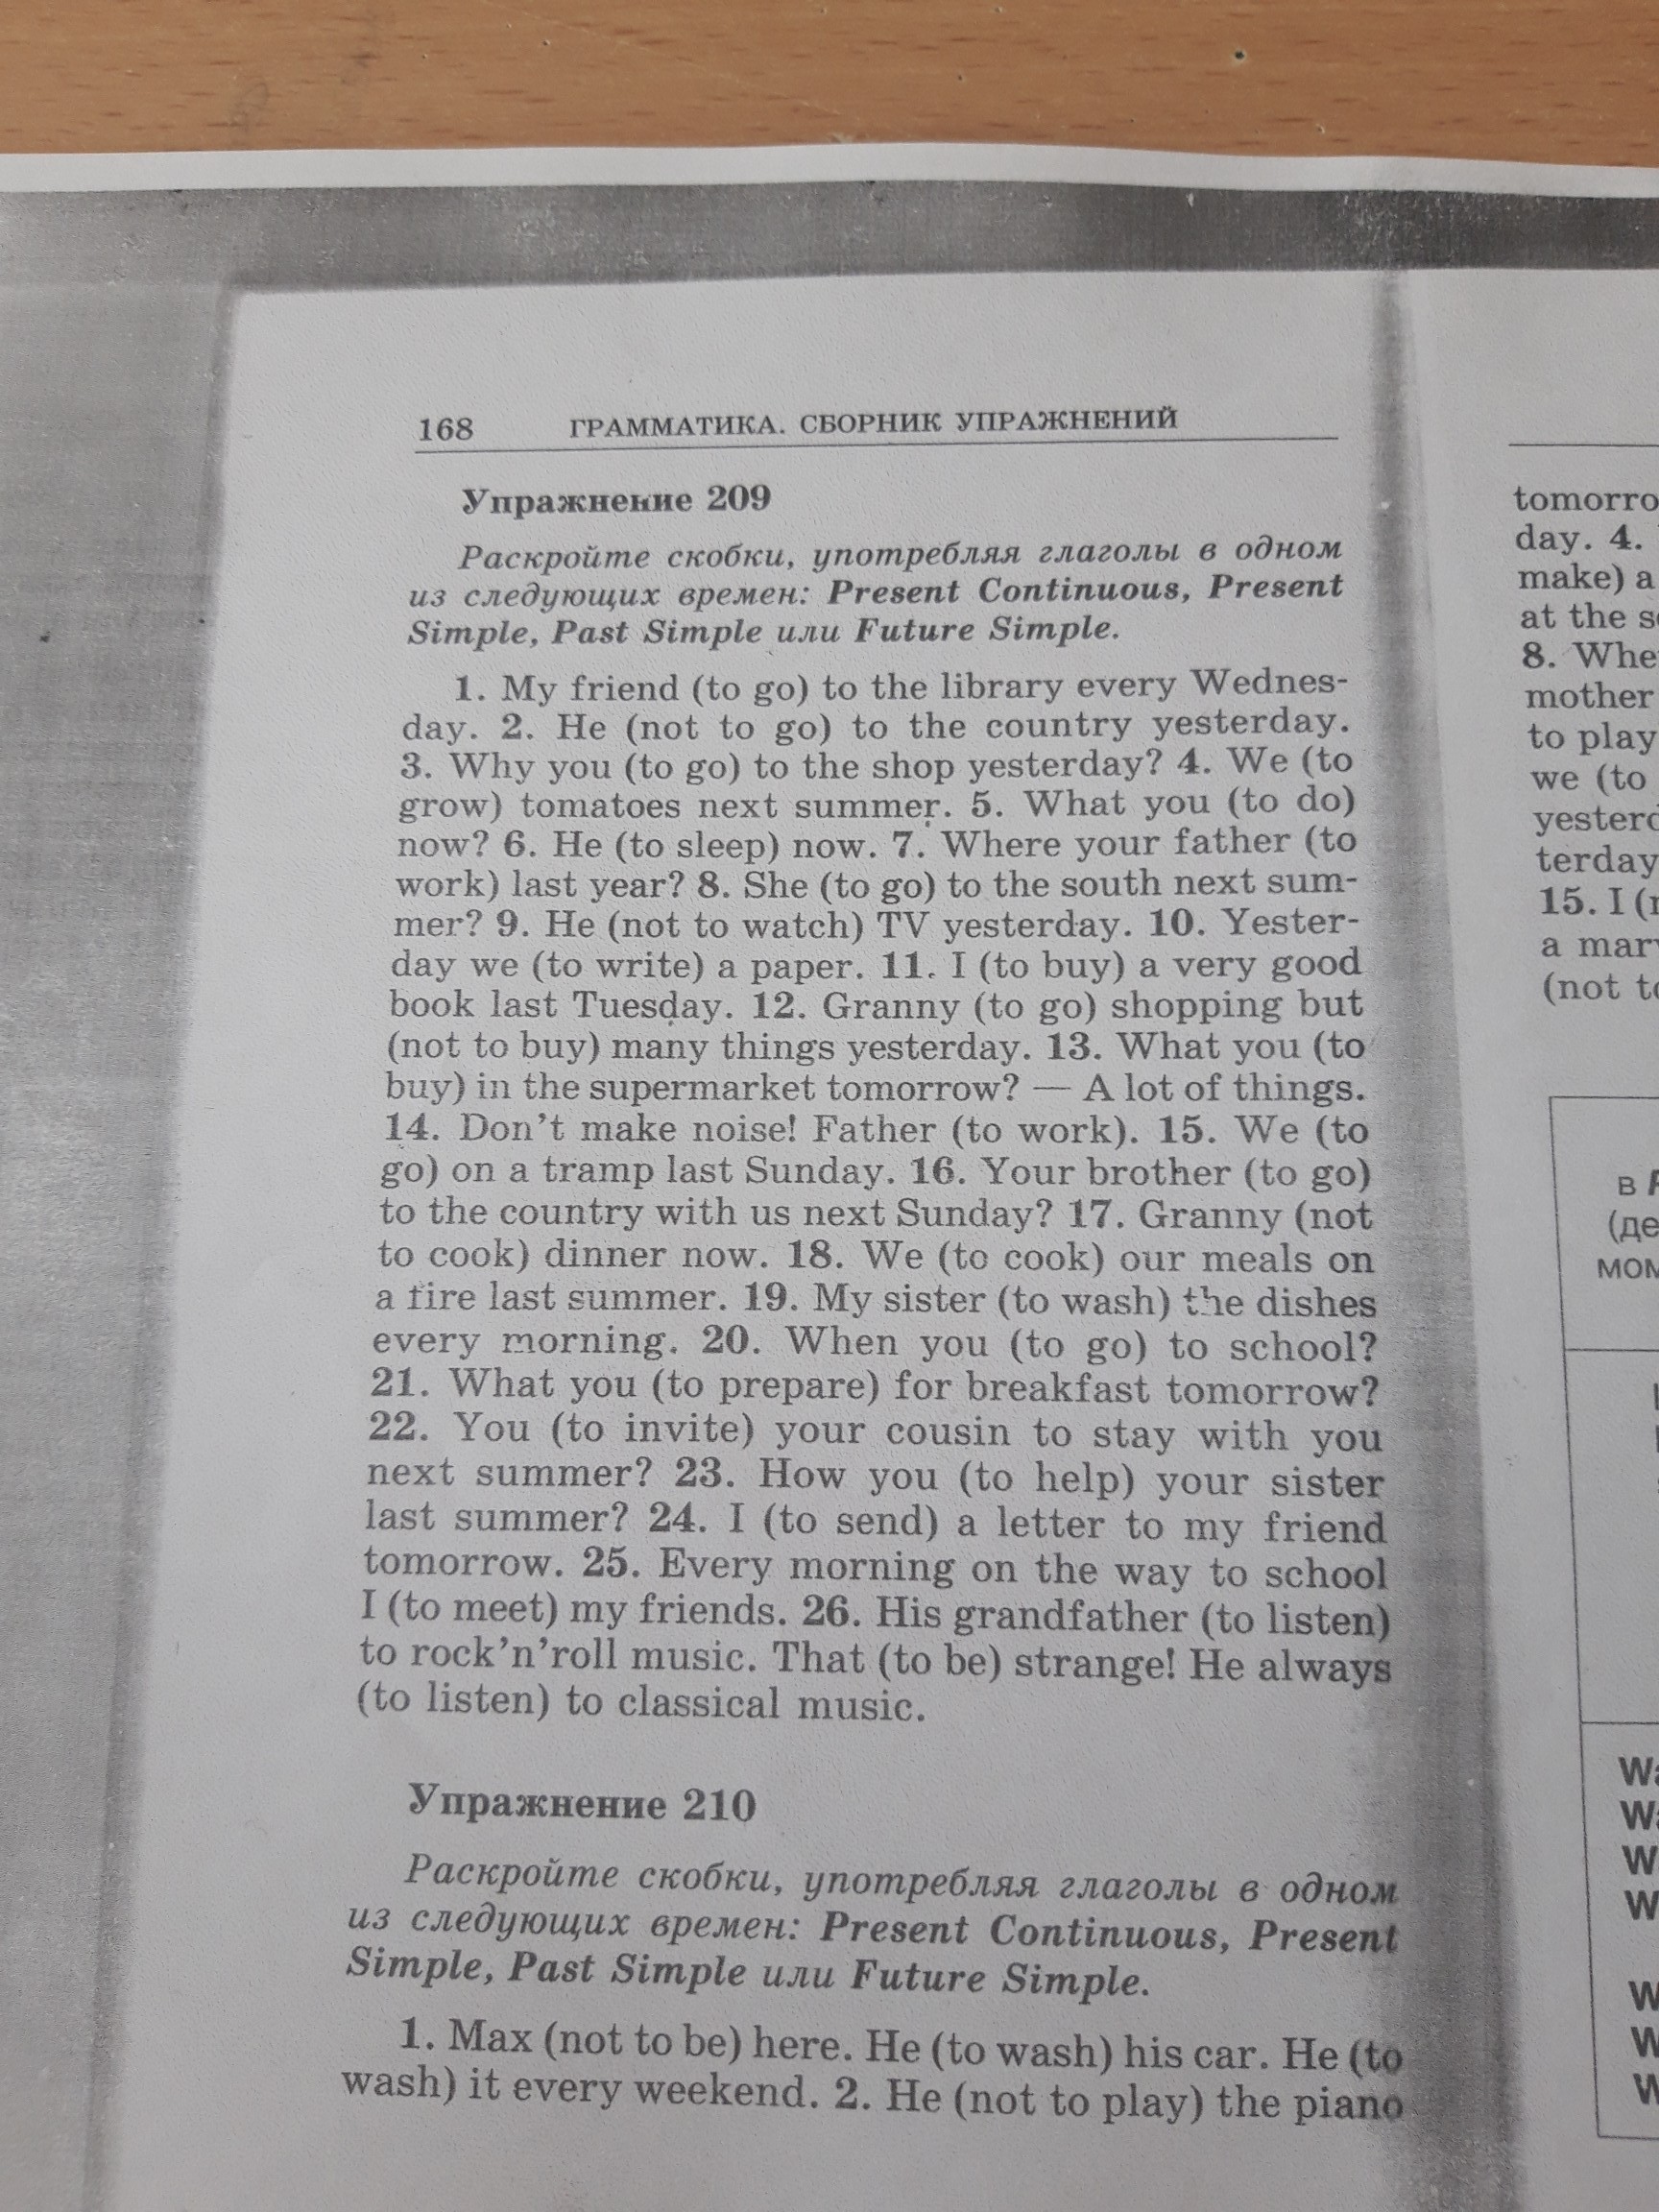 168 ГРАММАТИКА. СБОРНИК УПРАЖНЕНИЙ
Упражнение 209
Раскройте скобки, употребляя глаголы в одном
из следующих времен: Present Continuous, Present
Simple, Past Simple или Future Simple.
1. My friend (to go) to the library every Wednes-
day. 2. He (not to go) to the country yesterday.
3. Why you (to go) to the shop yesterday? 4. We (to
grow) tomatoes next summer. 5. What you (to do)
now? 6. He (to sleep) now. 7. Where your father (to
work) last year? 8. She (to go) to the south next sum-
mer? 9. He (not to watch) TV yesterday. 10. Yester-
day we (to write) a paper. 11. I (to buy) a very good
book last Tuesday. 12. Granny (to go) shopping but
(not to buy) many things yesterday. 13. What you (to
buy) in the supermarket tomorrow? — A lot of things.
14. Don't make noise! Father (to work). 15. We (to
go) on a tramp last Sunday. 16. Your brother (to go)
to the country with us next Sunday? 17. Granny (not
to cook) dinner now. 18. We (to cook) our meals on
a fire last summer. 19. My sister (to wash) the dishes
every morning. 20. When you (to go) to school?
21. What you (to prepare) for breakfast tomorrow?
22. You (to invite) your cousin to stay with you
next summer? 23. How you (to help) your sister
last summer? 24. I (to send) a letter to my friend
tomorrow. 25. Every morning on the way to school
I (to meet) my friends. 26. His grandfather (to listen)
to rock'n'roll music. That (to be) strange! He always
(to listen) to classical music.
Упражнение 210
Раскройте скобки, употребляя глаголы в одном
из следующих времен: Present Continuous, Present
Simple, Past Simple или Future Simple.
1. Max (not to be) here. He (to wash) his car. He (to
wash) it every weekend. 2. He (not to play) the piano
tomorro
day. 4.
make) a
at the s
8. Whe
mother
to play
we (to
yester
terday
15. I (
a mar
(not to
в
(де
мом